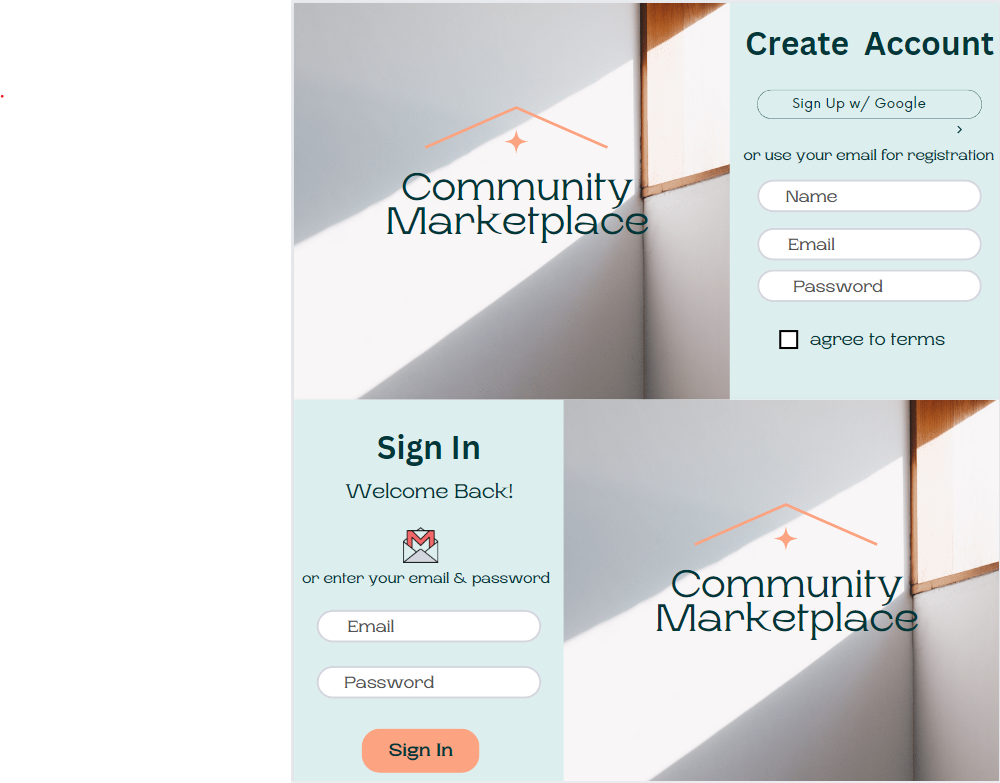 Create Account
Sign Up w/ Google
›
or use your email for registration
Name
Email
Password
agree to terms
Community
Marketplace
Sign In
Welcome Back!
M
or enter your email & password
Email
Password
Sign In
Community
Marketplace